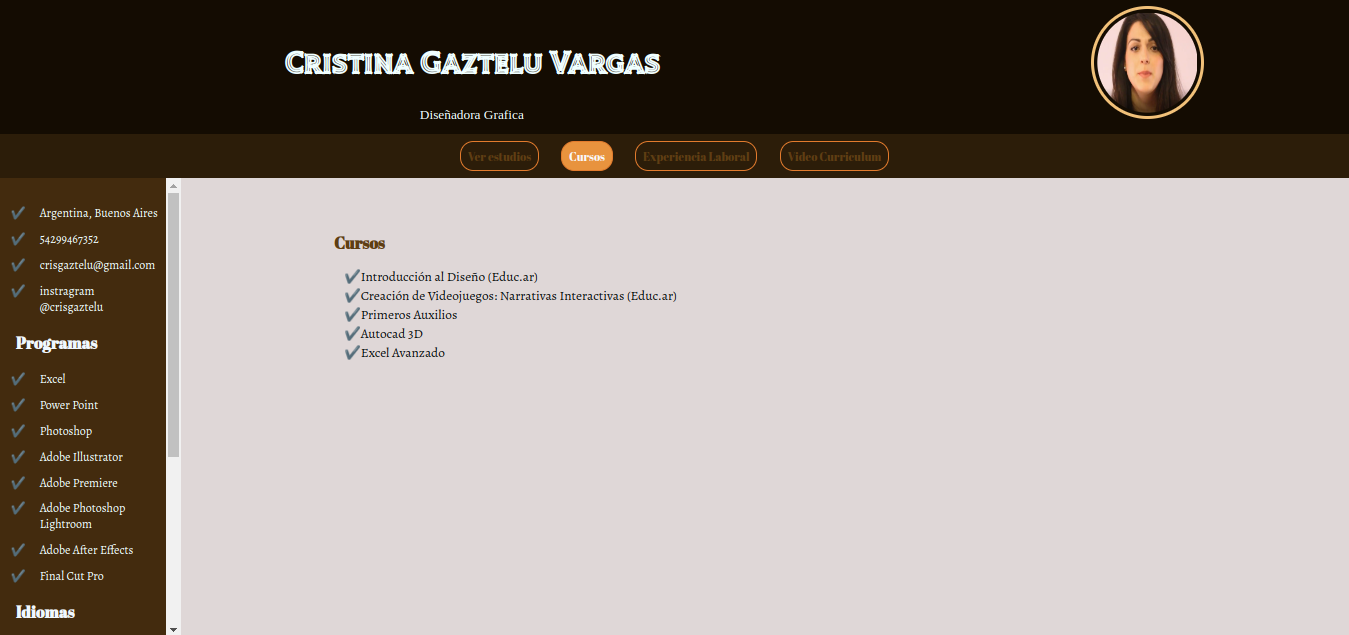 Cristina Gaztelu Vargas
Diseñadora Grafica
Ver estudios
Cursos
Experiencia Laboral
Video Curriculum
Argentina, Buenos Aires
54299467352
crisgaztelu@gmail.com
instragram
@crisgaztelu
Programas
Excel
Power Point
Photoshop
Adobe Illustrator
Adobe Premiere
Adobe Photoshop
Lightroom
Adobe After Effects
Final Cut Pro
Idiomas
Cursos
Introducción al Diseño (Educ.ar)
Creación de Videojuegos: Narrativas Interactivas (Educ.ar)
Primeros Auxilios
Autocad 3D
Excel Avanzado